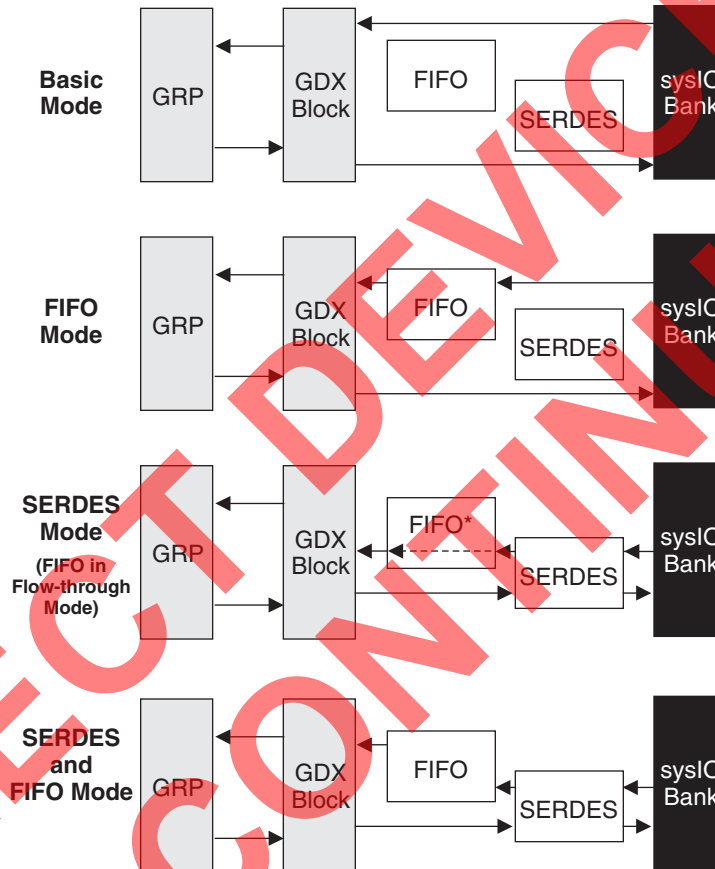 Basic
Mode
GRP
GDX
Block
FIFO
SERDES
sysIO
Bank
FIFO
Mode
GRP
GDX
Block
FIFO
SERDES
sysIO
Bank
SERDES
Mode
(FIFO in
Flow-through
Mode)
GRP
GDX
Block
FIFO*
SERDES
sysIO
Bank
SERDES
and
FIFO Mode
GRP
GDX
Block
FIFO
SERDES
sysIO
Bank